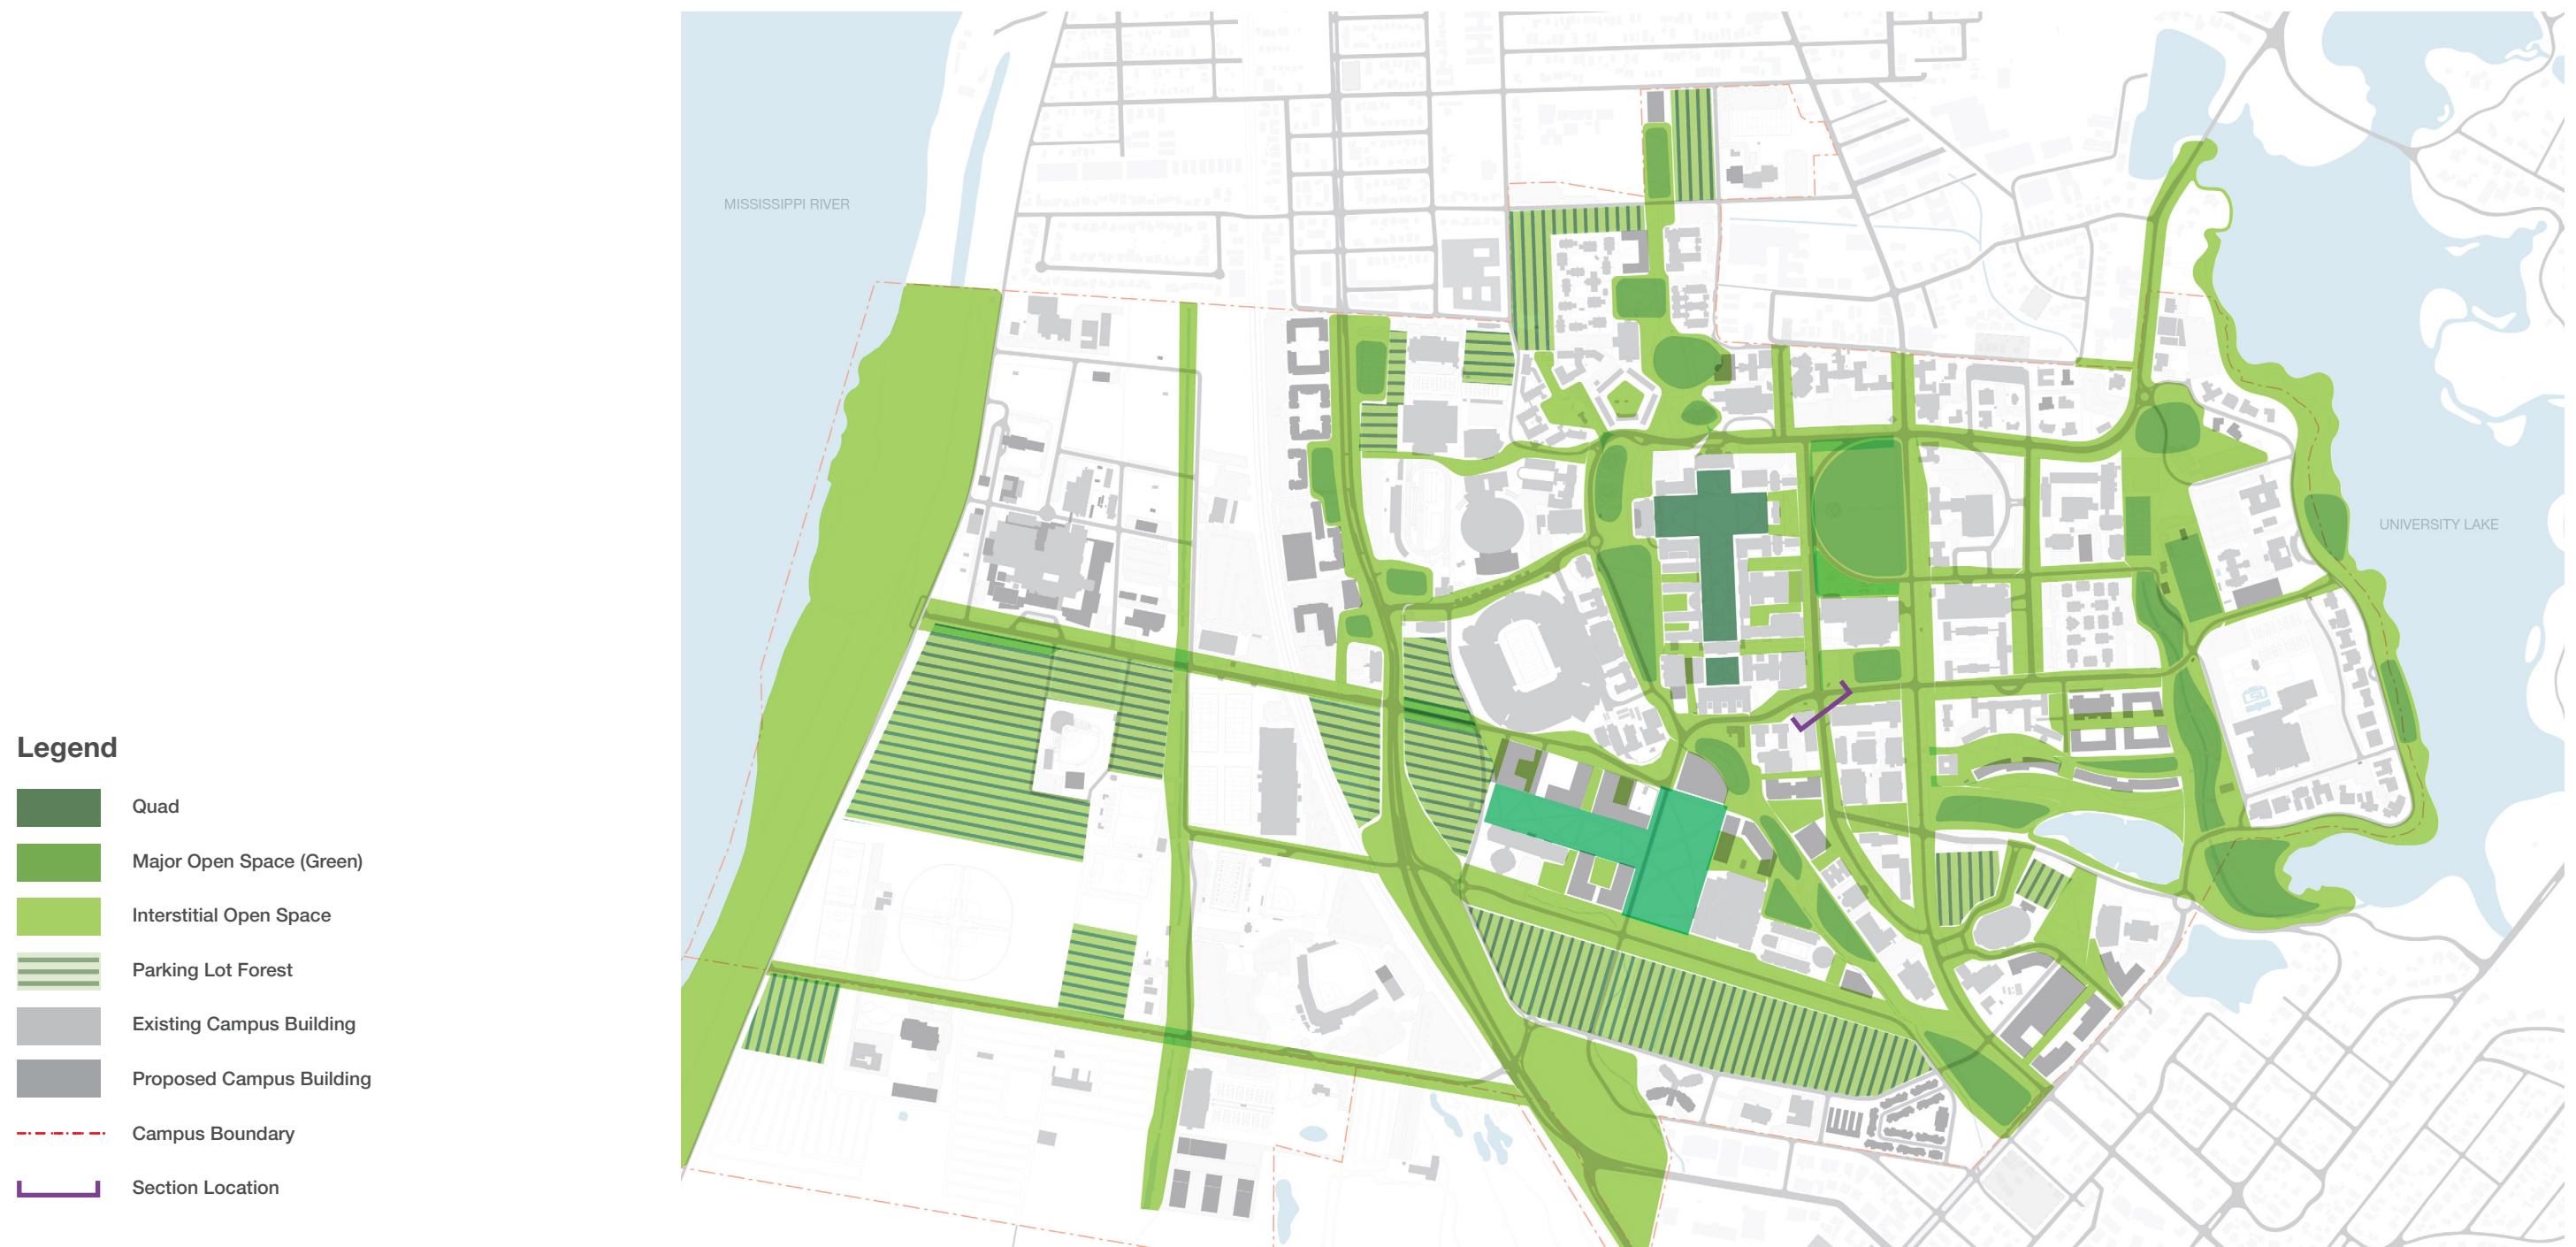 MISSISSIPPI RIVER
UNIVERSITY LAKE
Legend
Quad
Major Open Space (Green)
Interstitial Open Space
Parking Lot Forest
Existing Campus Building
Proposed Campus Building
Campus Boundary
Section Location